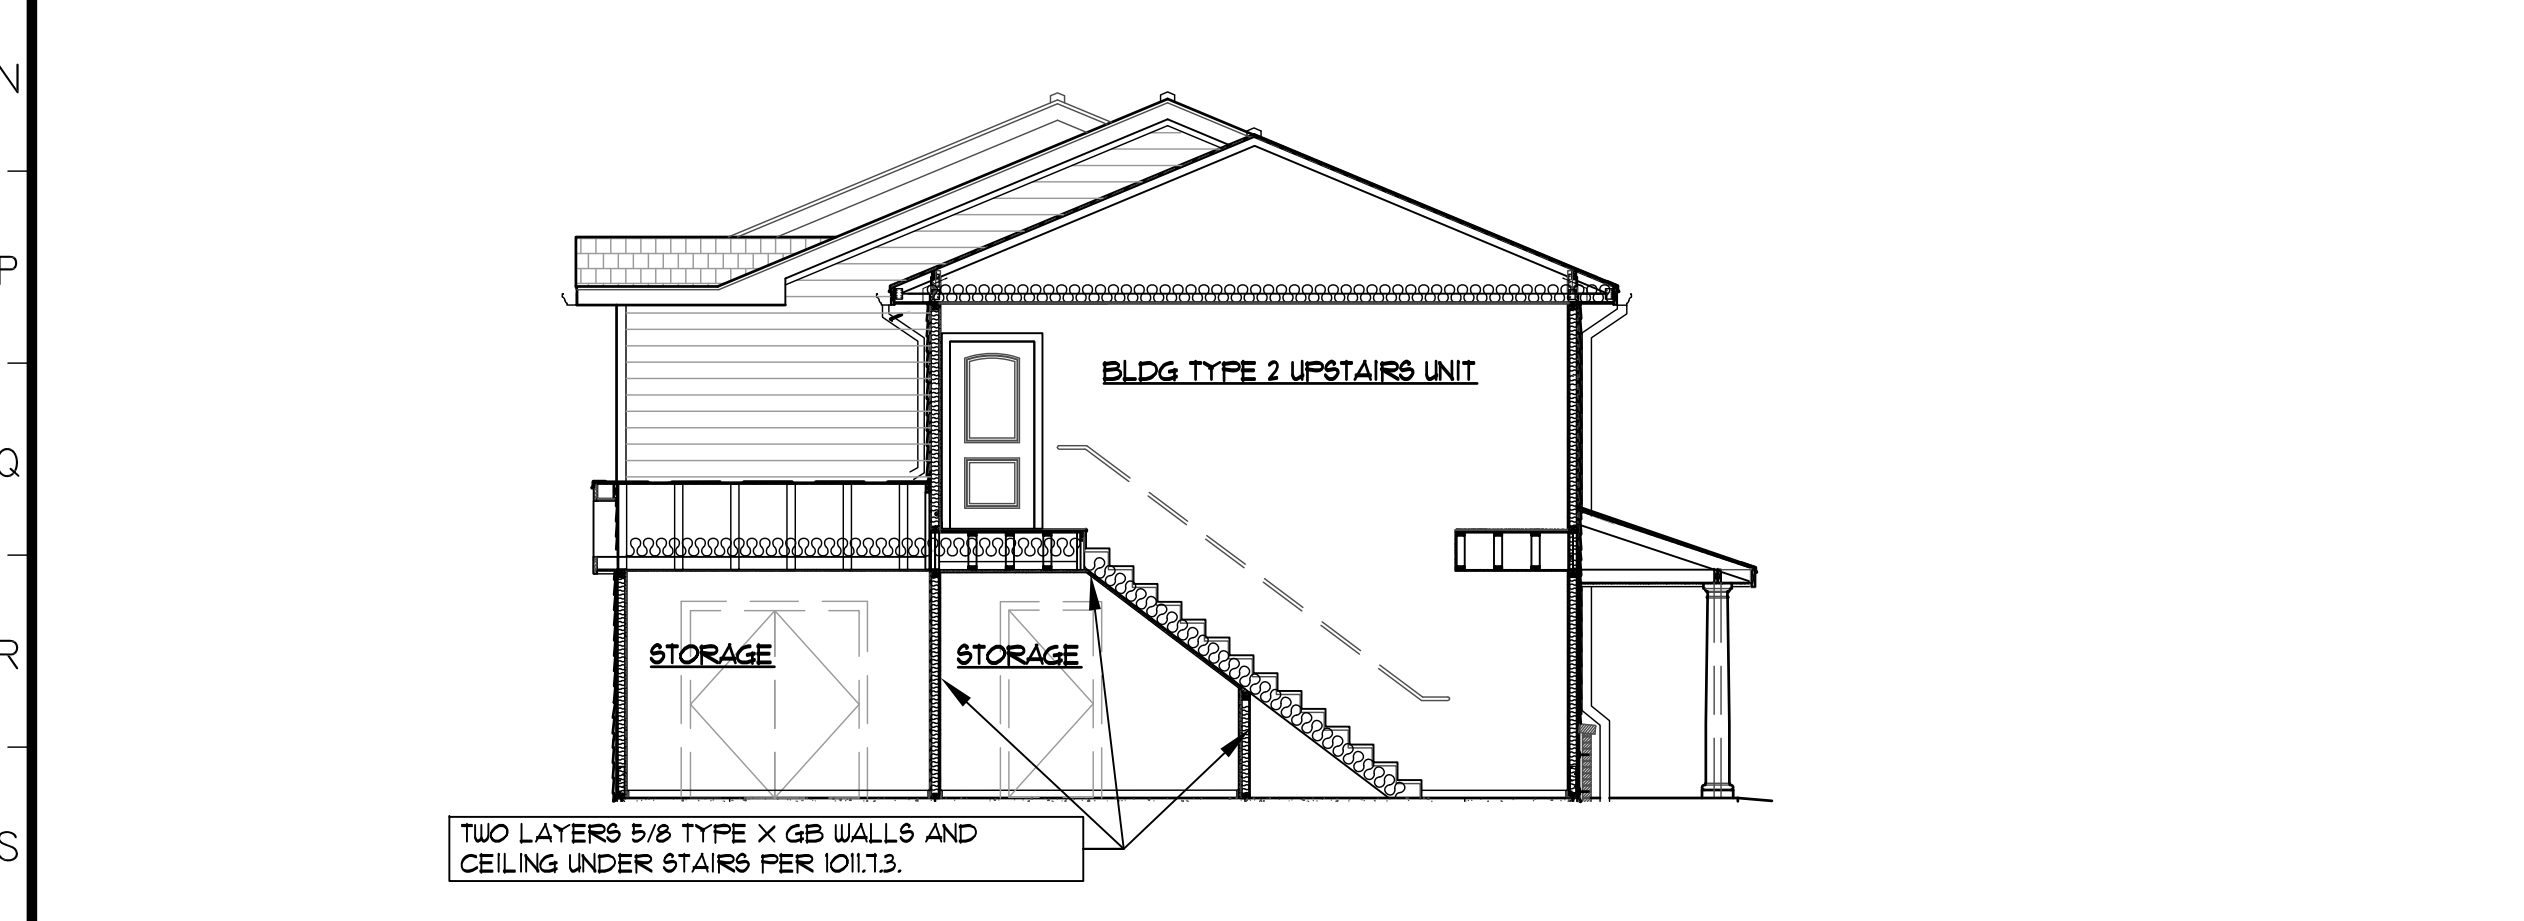 N
P
BLDG TYPE 2 UPSTAIRS UNIT
Q
STORAGE STORAGE
R
TWO LAYERS 5/8 TYPE X GB WALLS AND
CEILING UNDER STAIRS PER 1011.7.3.
S